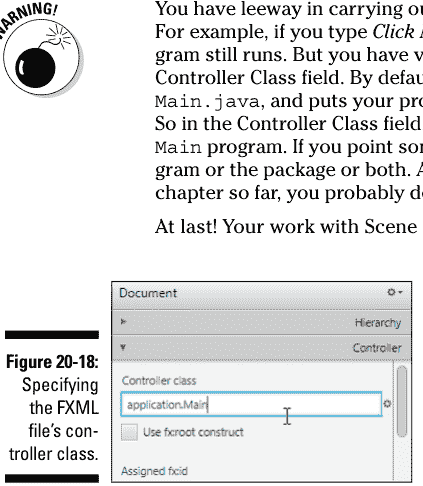 WARNING!
You have leeway in carrying ou
For example, if you type Click
gram still runs. But you have v
Controller Class field. By defau
Main.java, and puts your pro
So in the Controller Class field
Main program. If you point som
gram or the package or both. A
chapter so far, you probably do
At last! Your work with Scene
Document
Hierarchy
Controller
Controller class
application.Main
Use fx:root construct
Assigned fx:id
Figure 20-18:
Specifying
the FXML
file's con-
troller class.